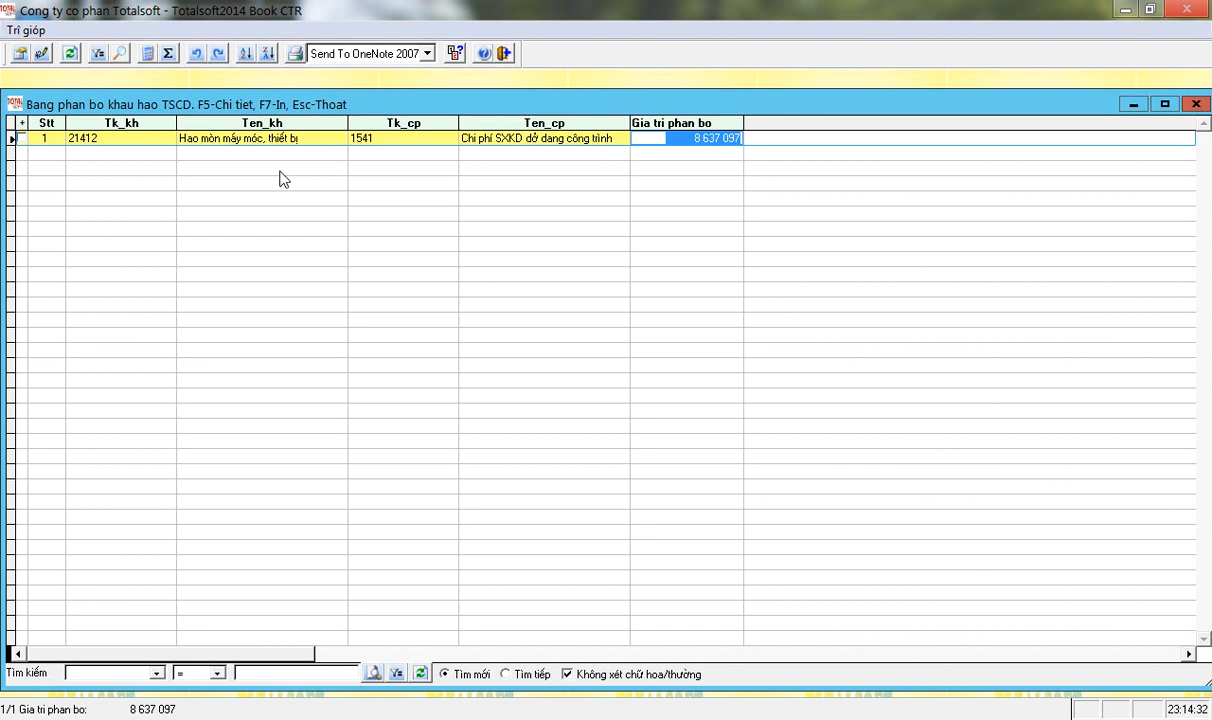 Cong ty co phan Totalsoft - Totalsoft2014 Book CTR
Trî gióp
Send To OneNote 2007
Bang phan bo khau hao TSCD. F5-Chi tiet, F7-In, Esc-Thoat
+ Stt Tk_kh Ten_kh Tk_cp Ten_cp Gia tri phan bo
1 21412 Hao mòn máy móc, thiết bị 1541 Chi phí SXKD dở dang công trình 8 637 097
Tìm kiếm = Tìm mới Tìm tiếp Không xét chữ hoa/thường
1/1 Gia tri phan bo: 8 637 097 23:14:32